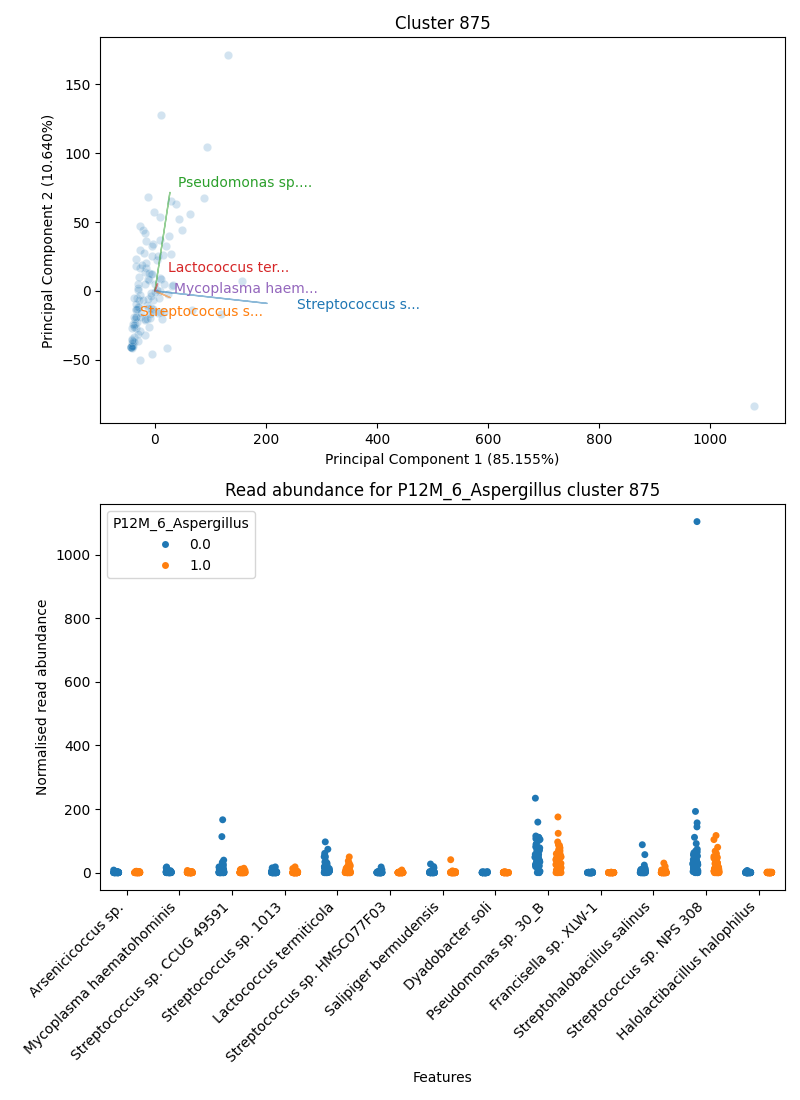 Cluster 875
Principal Component 2 (10.640%)
150
100
50
0
−50
Pseudomonas sp....
Lactococcus ter...
Mycoplasma haem...
Streptococcus s...
Streptococcus s...
0
200
400
600
800
1000
Principal Component 1 (85.155%)
Read abundance for P12M_6_Aspergillus cluster 875
P12M_6_Aspergillus
0.0
1.0
Normalised read abundance
1000
800
600
400
200
0
Arsenicicoccus sp.
Mycoplasma haematohominis
Streptococcus sp. CCUG 49591
Streptococcus sp. 1013
Lactococcus termiticola
Streptococcus sp. HMSC077F03
Salipiger bermudensis
Dyadobacter soli
Pseudomonas sp. 30_B
Francisella sp. XLW-1
Streptohalobacillus salinus
Streptococcus sp. NPS 308
Halolactibacillus halophilus
Features